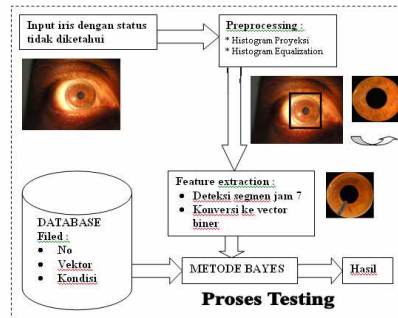 Input iris dengan status
tidak diketahui
Preprocessing :
* Histogram Proyeksi
* Histogram Equalization
Feature extraction :
Deteksi segmen jam 7
Konversi ke vector
biner
DATABASE
Filed :
No
Vektor
Kondisi
METODE BAYES
Hasil
Proses Testing